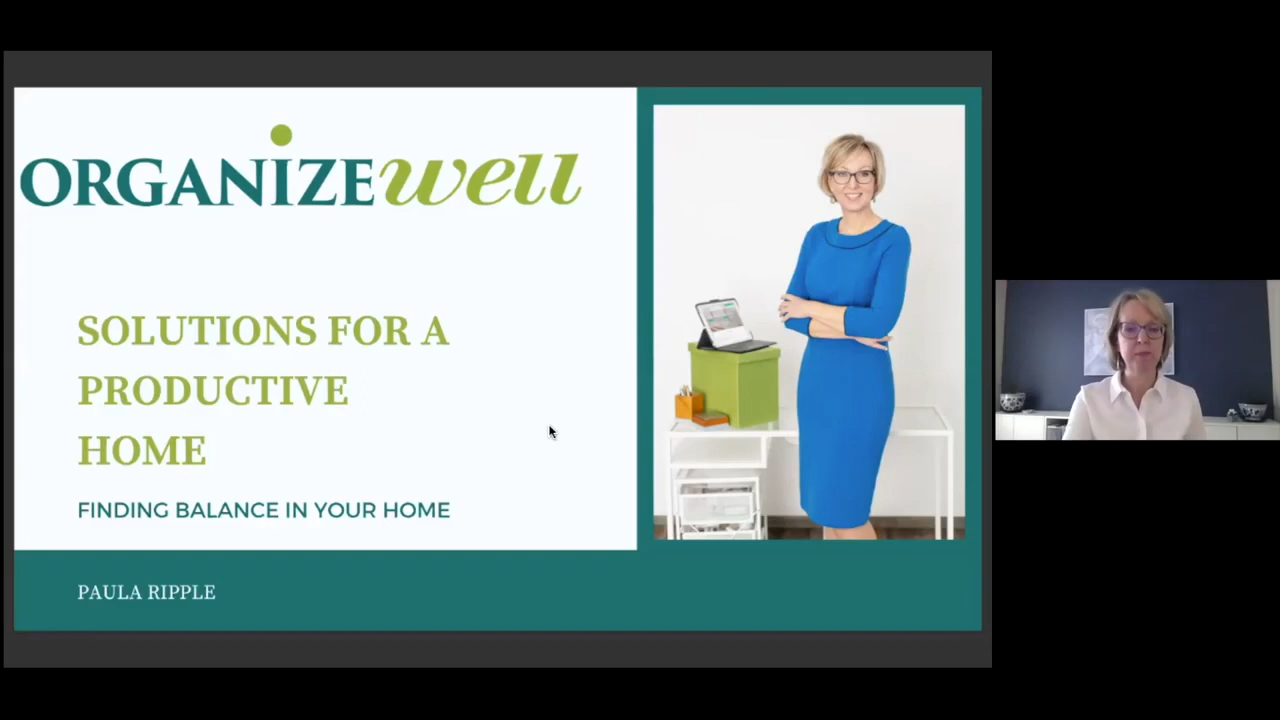 ORGANIZEwell
SOLUTIONS FOR A
PRODUCTIVE
HOME
FINDING BALANCE IN YOUR HOME
PAULA RIPPLE